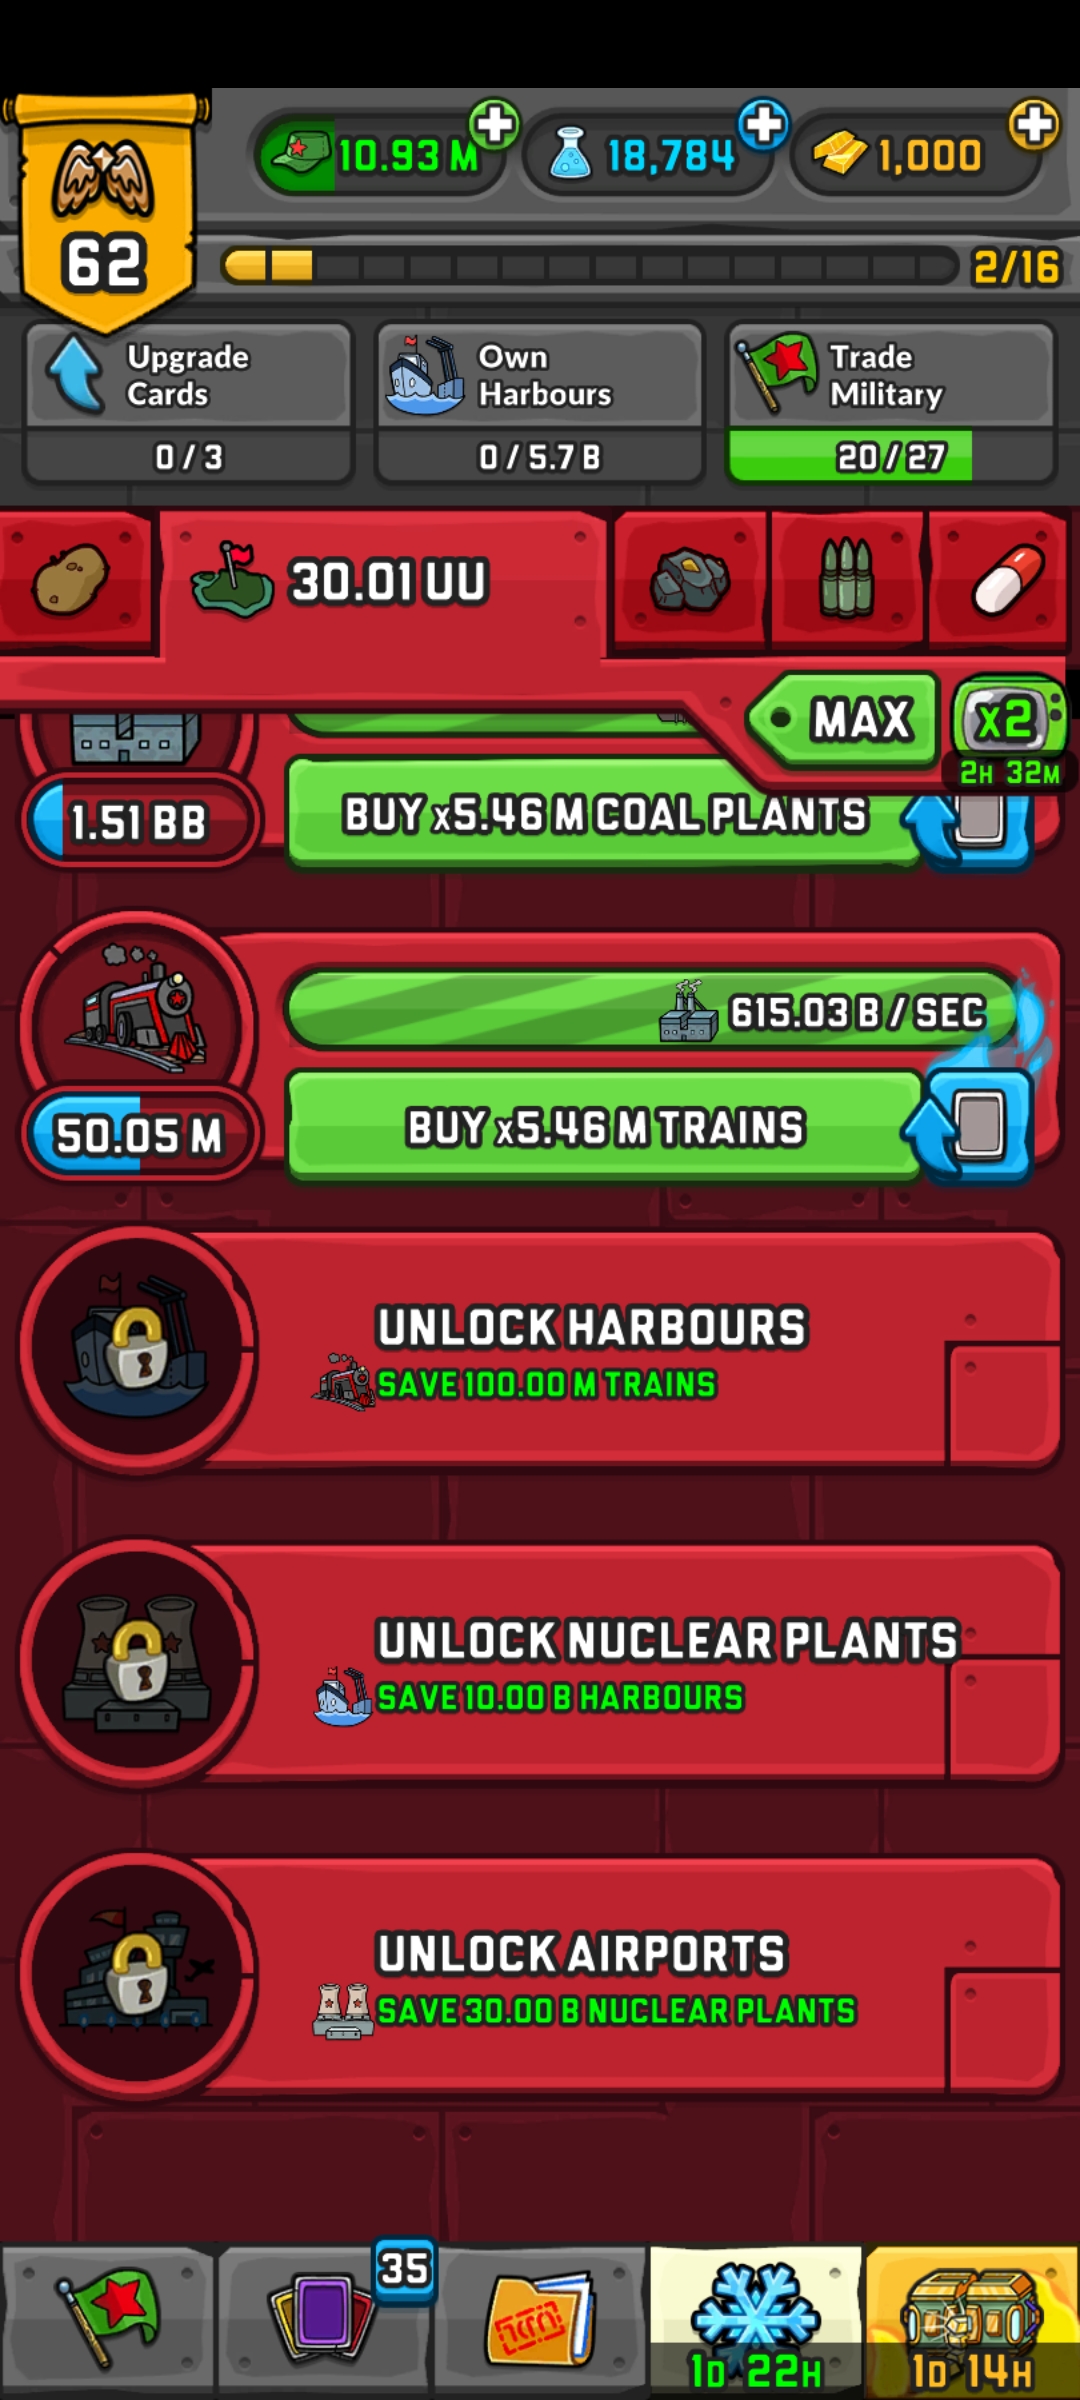 10.93 M
18,784
1,000
62
2/16
Upgrade
Cards
0 / 3
Own
Harbours
0 / 5.7 B
Trade
Military
20 / 27
30.01 UU
MAX
x2
2H 32M
1.51 BB
BUY x5.46 M COAL PLANTS
615.03 B / SEC
50.05 M
BUY x5.46 M TRAINS
UNLOCK HARBOURS
SAVE 100.00 M TRAINS
UNLOCK NUCLEAR PLANTS
SAVE 10.00 B HARBOURS
UNLOCK AIRPORTS
SAVE 30.00 B NUCLEAR PLANTS
35
1D 22H
1D 14H